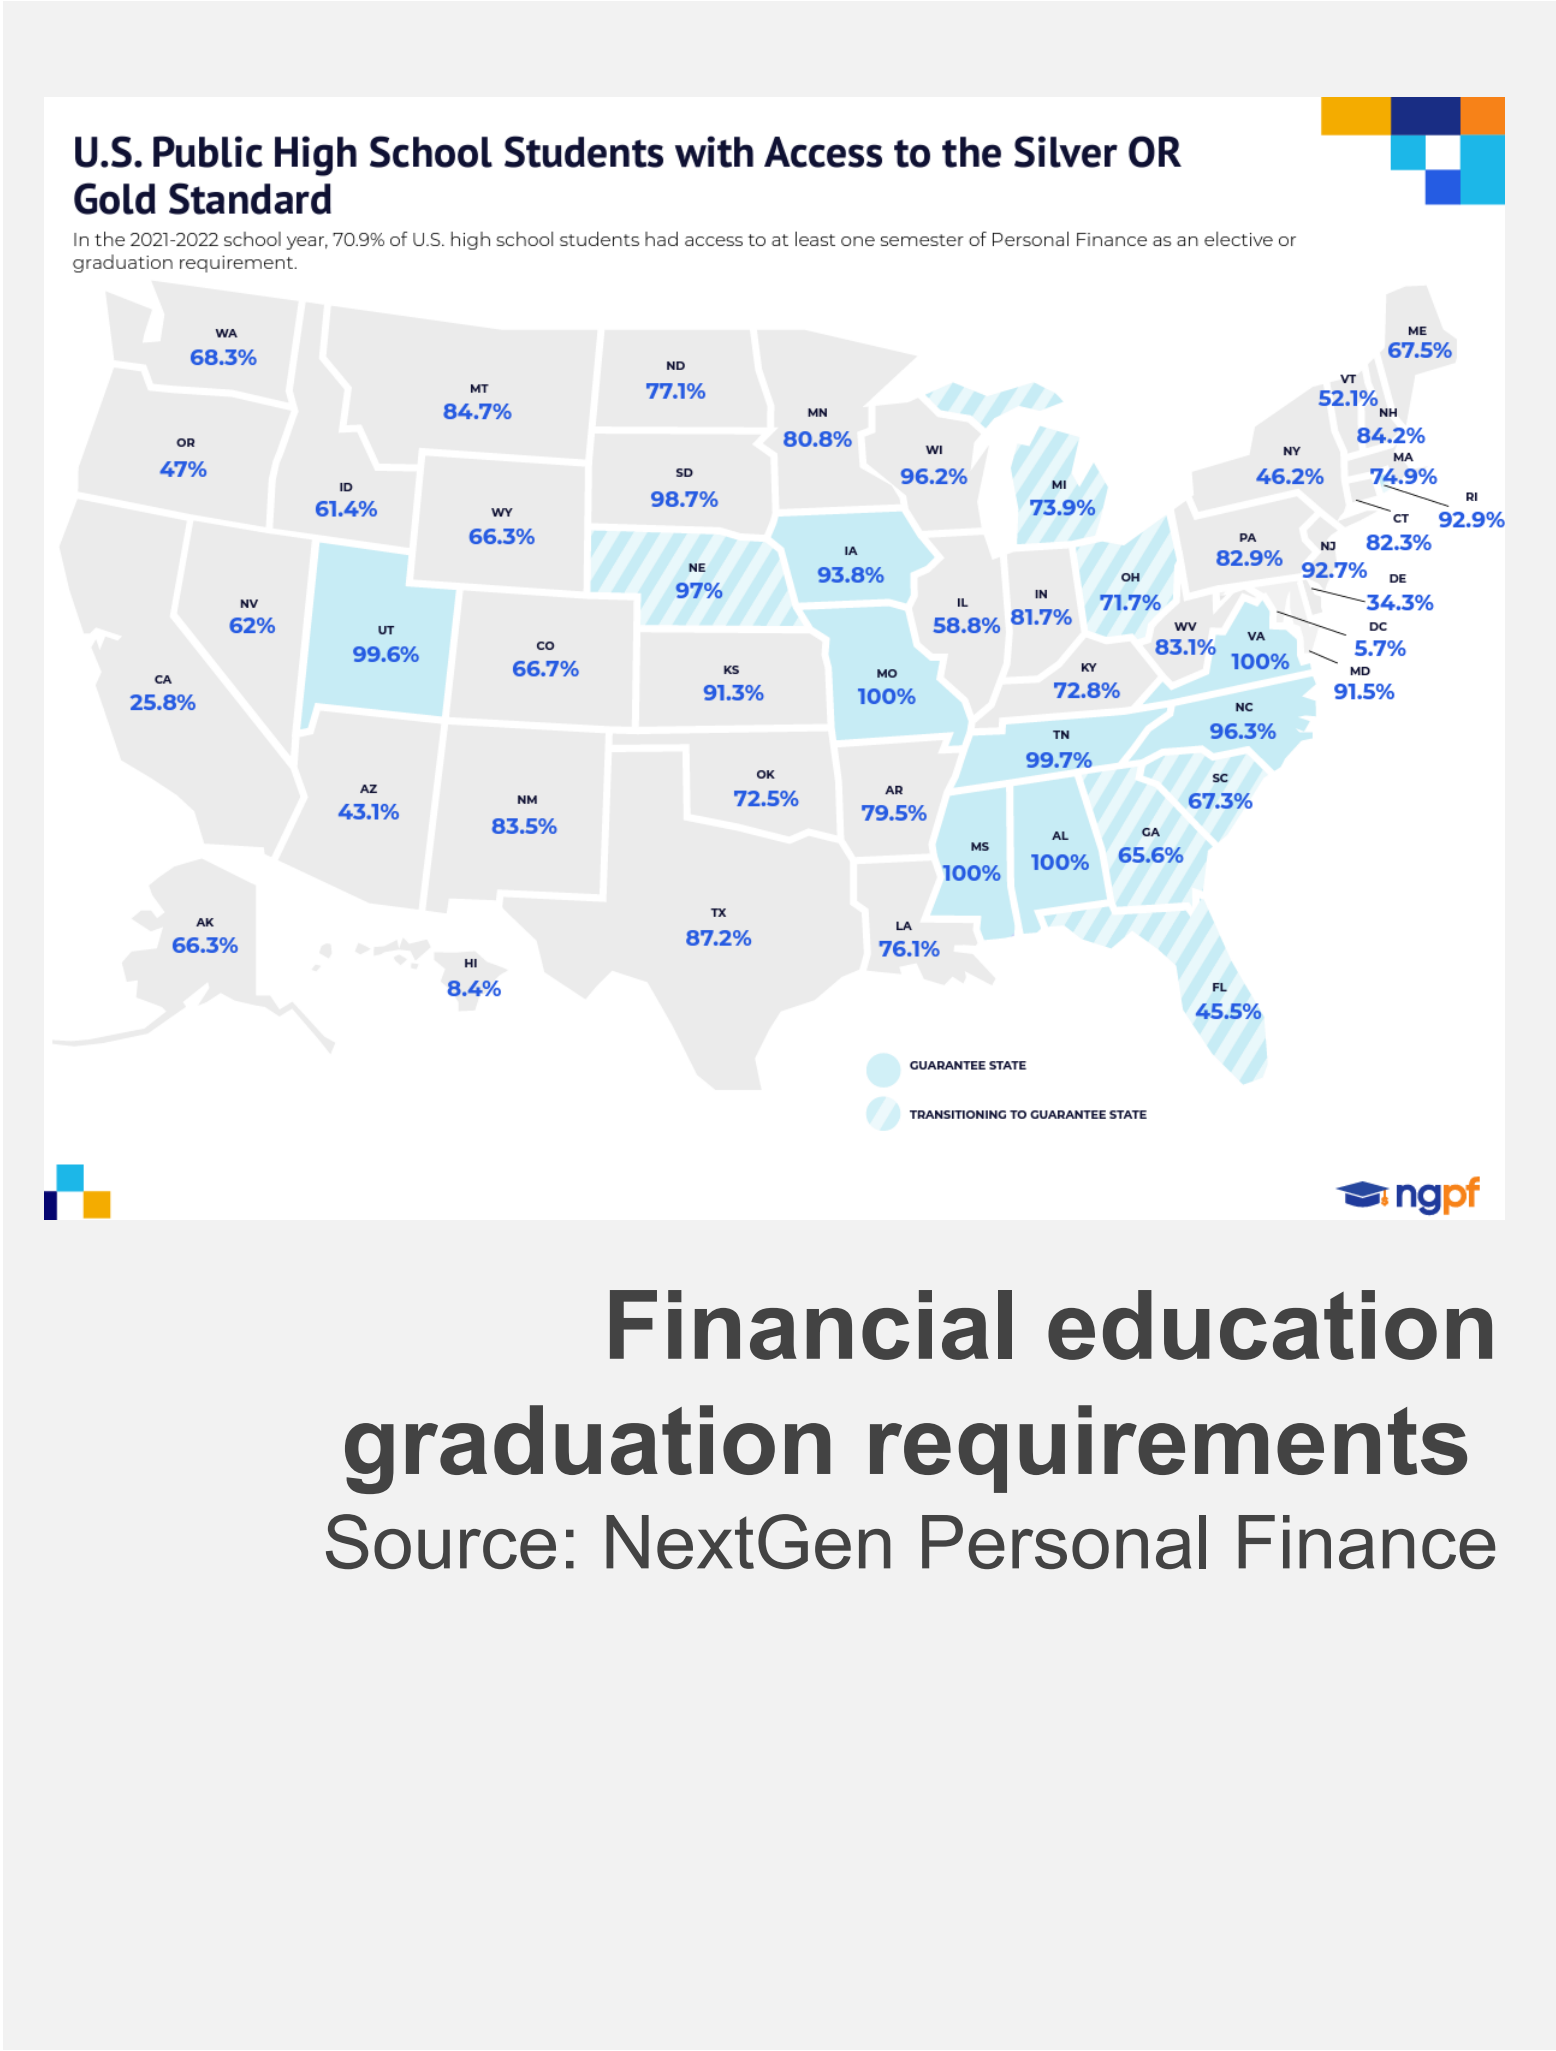 U.S. Public High School Students with Access to the Silver OR
Gold Standard
In the 2021-2022 school year, 70.9% of U.S. high school students had access to at least one semester of Personal Finance as an elective or
graduation requirement.
WA
68.3%
OR
47%
CA
25.8%
NV
62%
ID
61.4%
MT
84.7%
WY
66.3%
UT
99.6%
CO
66.7%
AZ
43.1%
NM
83.5%
ND
77.1%
SD
98.7%
NE
97%
KS
91.3%
OK
72.5%
TX
87.2%
MN
80.8%
IA
93.8%
MO
100%
AR
79.5%
LA
76.1%
WI
96.2%
IL
58.8%
MI
73.9%
IN
81.7%
OH
71.7%
KY
72.8%
TN
99.7%
MS
100%
AL
100%
GA
65.6%
FL
45.5%
SC
67.3%
NC
96.3%
VA
100%
WV
83.1%
PA
82.9%
NY
46.2%
VT
52.1%
NH
84.2%
ME
67.5%
MA
74.9%
RI
92.9%
CT
82.3%
NJ
92.7%
DE
34.3%
DC
5.7%
MD
91.5%
AK
66.3%
HI
8.4%
GUARANTEE STATE
TRANSITIONING TO GUARANTEE STATE
ngpf
Financial education
graduation requirements
Source: NextGen Personal Finance